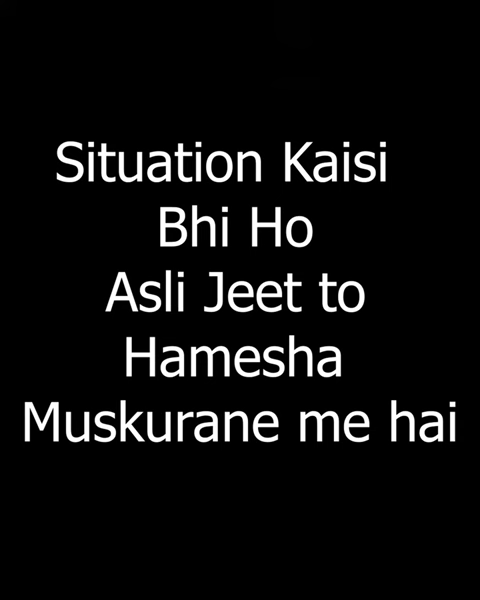 Situation Kaisi
Bhi Ho
Asli Jeet to
Hamesha
Muskurane me hai